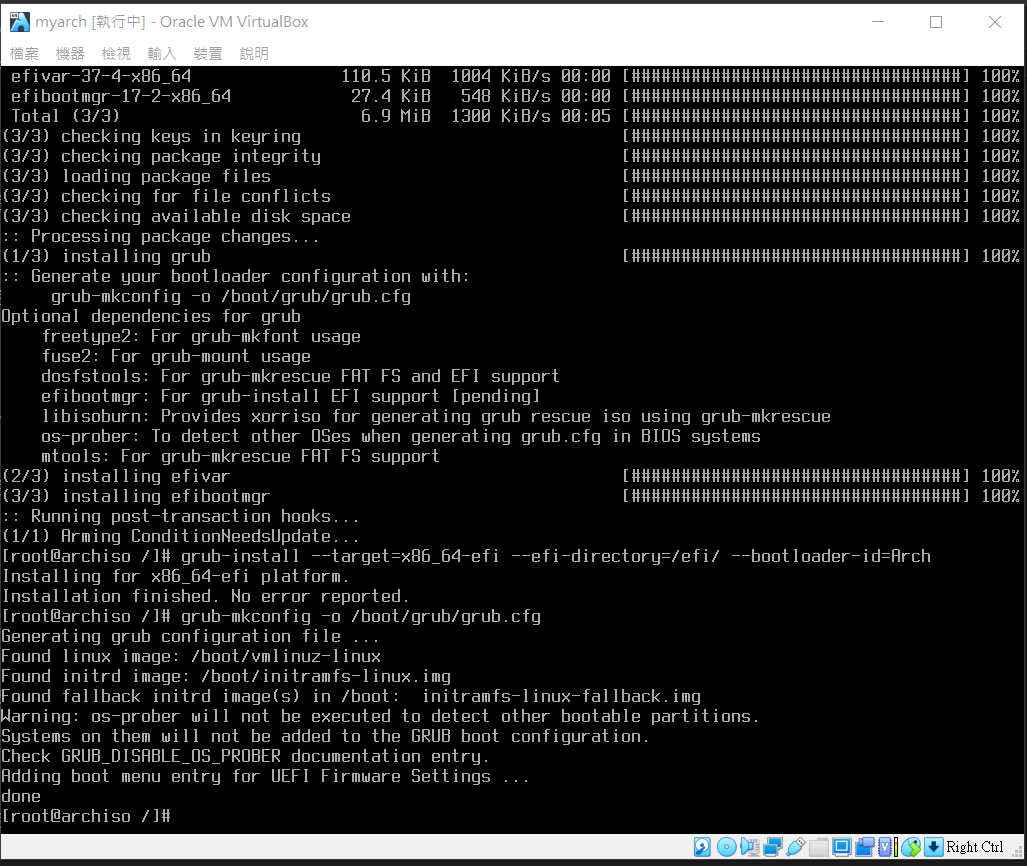 myarch [執行中] - Oracle VM VirtualBox
檔案 機器 檢視 輸入 裝置 說明
efivar-37-4-x86_64 110.5 KiB 1004 KiB/s 00:00 [#################################] 100%
efibootmgr-17-2-x86_64 27.4 KiB 548 KiB/s 00:00 [#################################] 100%
Total (3/3) 6.9 MiB 1300 KiB/s 00:05 [#################################] 100%
(3/3) checking keys in keyring [#################################] 100%
(3/3) checking package integrity [#################################] 100%
(3/3) loading package files [#################################] 100%
(3/3) checking for file conflicts [#################################] 100%
(3/3) checking available disk space [#################################] 100%
:: Processing package changes...
(1/3) installing grub [#################################] 100%
:: Generate your bootloader configuration with:
grub-mkconfig -o /boot/grub/grub.cfg
Optional dependencies for grub
freetype2: For grub-mkfont usage
fuse2: For grub-mount usage
dosfstools: For grub-mkrescue FAT FS and EFI support
efibootmgr: For grub-install EFI support [pending]
libisoburn: Provides xorriso for generating grub rescue iso using grub-mkrescue
os-prober: To detect other OSes when generating grub.cfg in BIOS systems
mtools: For grub-mkrescue FAT FS support
(2/3) installing efivar [#################################] 100%
(3/3) installing efibootmgr [#################################] 100%
:: Running post-transaction hooks...
(1/1) Arming ConditionNeedsUpdate...
[root@archiso /]# grub-install --target=x86_64-efi --efi-directory=/efi/ --bootloader-id=Arch
Installing for x86_64-efi platform.
Installation finished. No error reported.
[root@archiso /]# grub-mkconfig -o /boot/grub/grub.cfg
Generating grub configuration file ...
Found linux image: /boot/vmlinuz-linux
Found initrd image: /boot/initramfs-linux.img
Found fallback initrd image(s) in /boot:  initramfs-linux-fallback.img
Warning: os-prober will not be executed to detect other bootable partitions.
Systems on them will not be added to the GRUB boot configuration.
Check GRUB_DISABLE_OS_PROBER documentation entry.
Adding boot menu entry for UEFI Firmware Settings ...
done
[root@archiso /]#
Right Ctrl